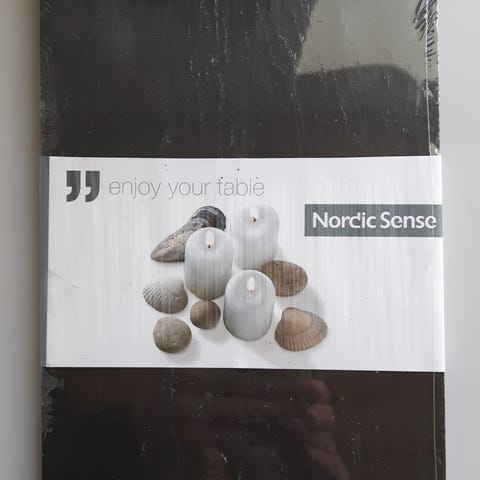 ❜❜ enjoy your table
Nordic Sense